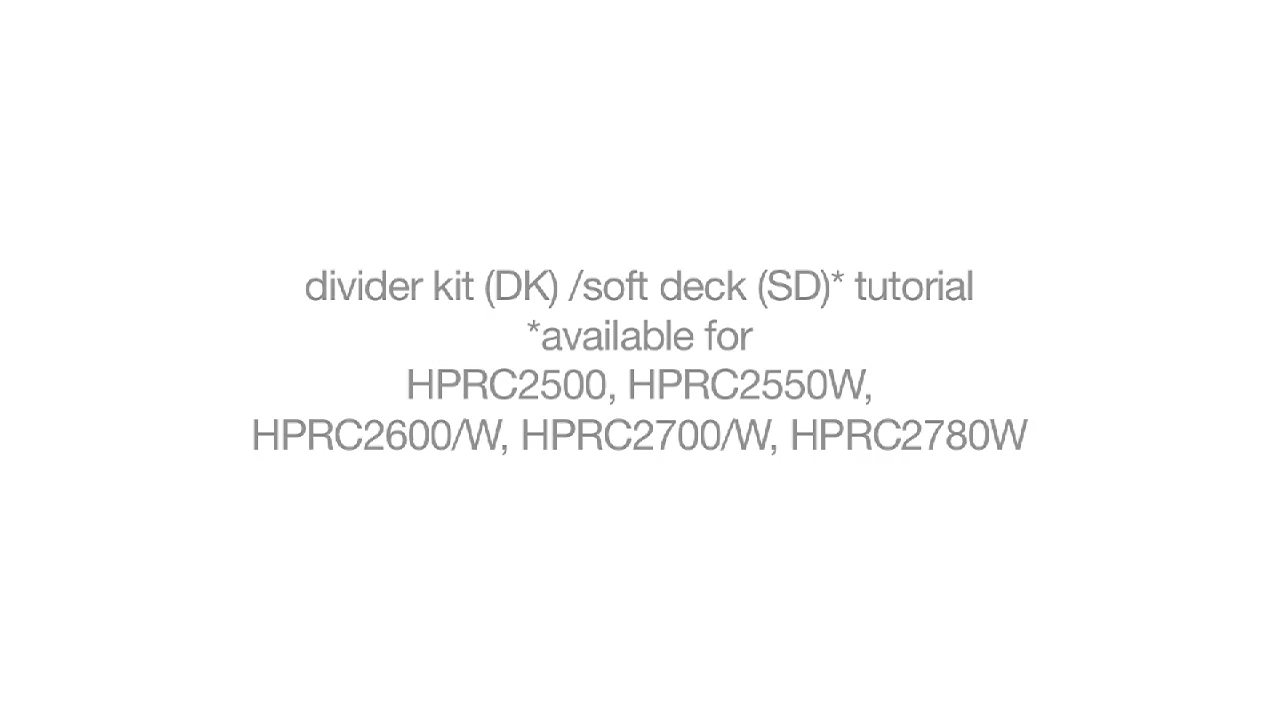 divider kit (DK) /soft deck (SD)* tutorial
*available for
HPRC2500, HPRC2550W,
HPRC2600/W, HPRC2700/W, HPRC2780W